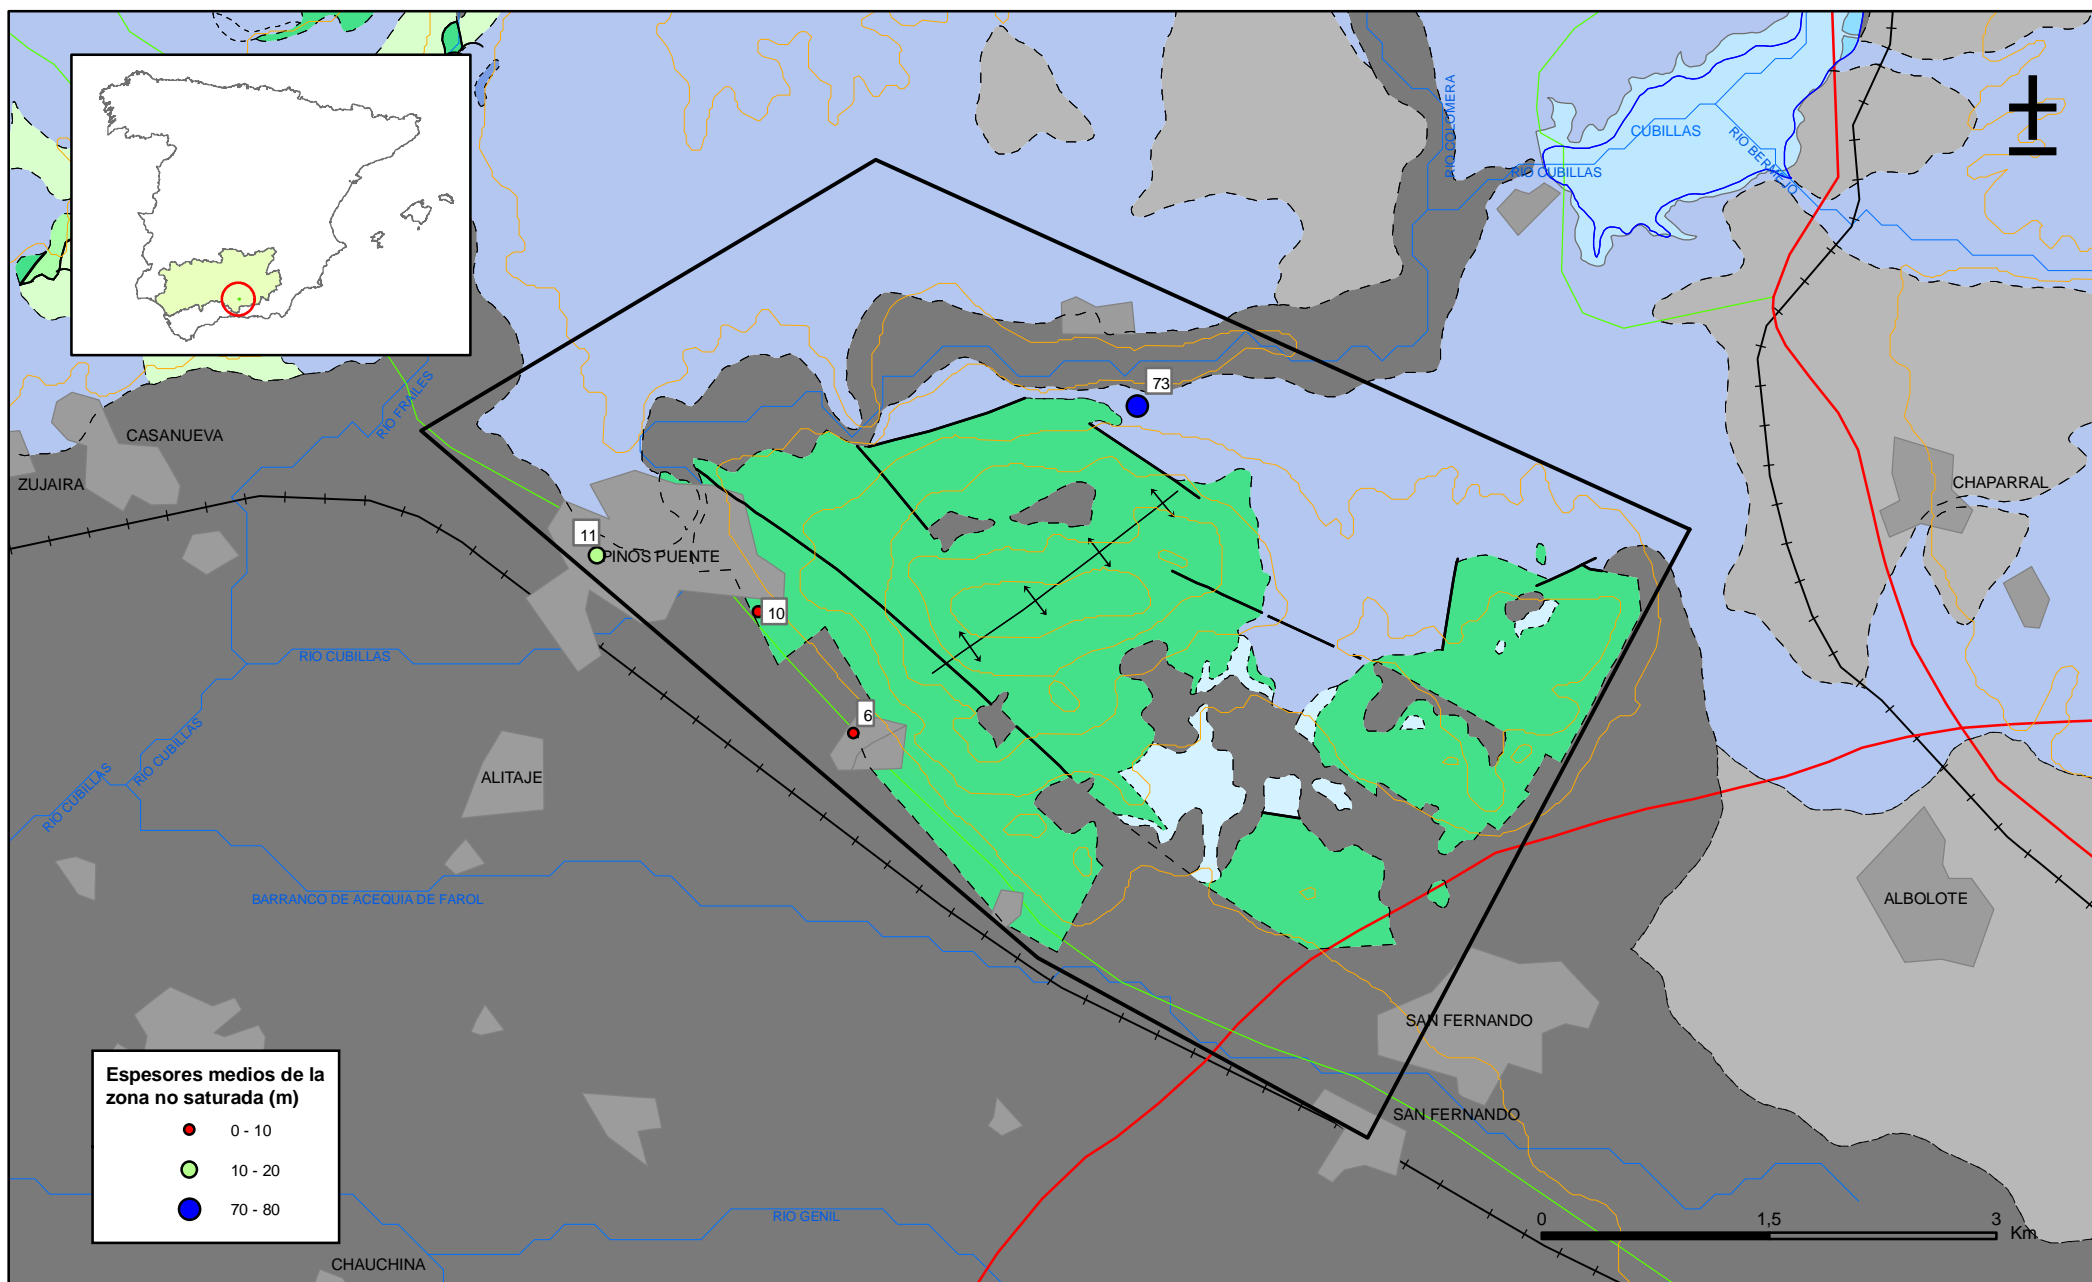 RIO COLOMERA
CUBILLAS
RIO BERMEJO
RIO CUBILLAS
73
RIO FRAILES
CASANUEVA
ZUJAIRA
CHAPARRAL
11
PINOS PUENTE
10
RIO CUBILLAS
6
RIO CUBILLAS
RIO CUBILLAS
ALITAJE
BARRANCO DE ACEQUIA DE FAROL
ALBOLOTE
SAN FERNANDO
SAN FERNANDO
Espesores medios de la
zona no saturada (m)
0 - 10
10 - 20
70 - 80
RIO GENIL
CHAUCHINA
0 1,5 3
Km